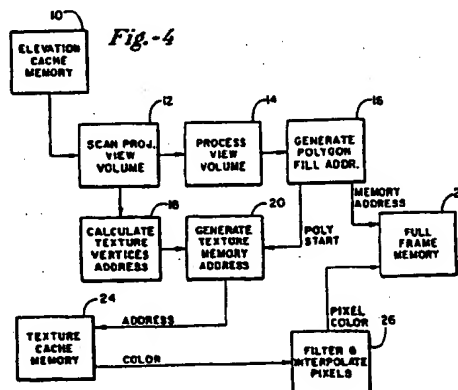 10
Fig.-4
ELEVATION
CACHE
MEMORY
12
14
16
SCAN PROJ.
VIEW
VOLUME
PROCESS
VIEW
VOLUME
GENERATE
POLYGON
FILL ADDR.
MEMORY
ADDRESS
18
20
POLY
START
CALCULATE
TEXTURE
VERTICES
ADDRESS
GENERATE
TEXTURE
MEMORY
ADDRESS
FULL
FRAME
MEMORY
24
ADDRESS
PIXEL
COLOR
26
TEXTURE
CACHE
MEMORY
COLOR
FILTER &
INTERPOLATE
PIXELS